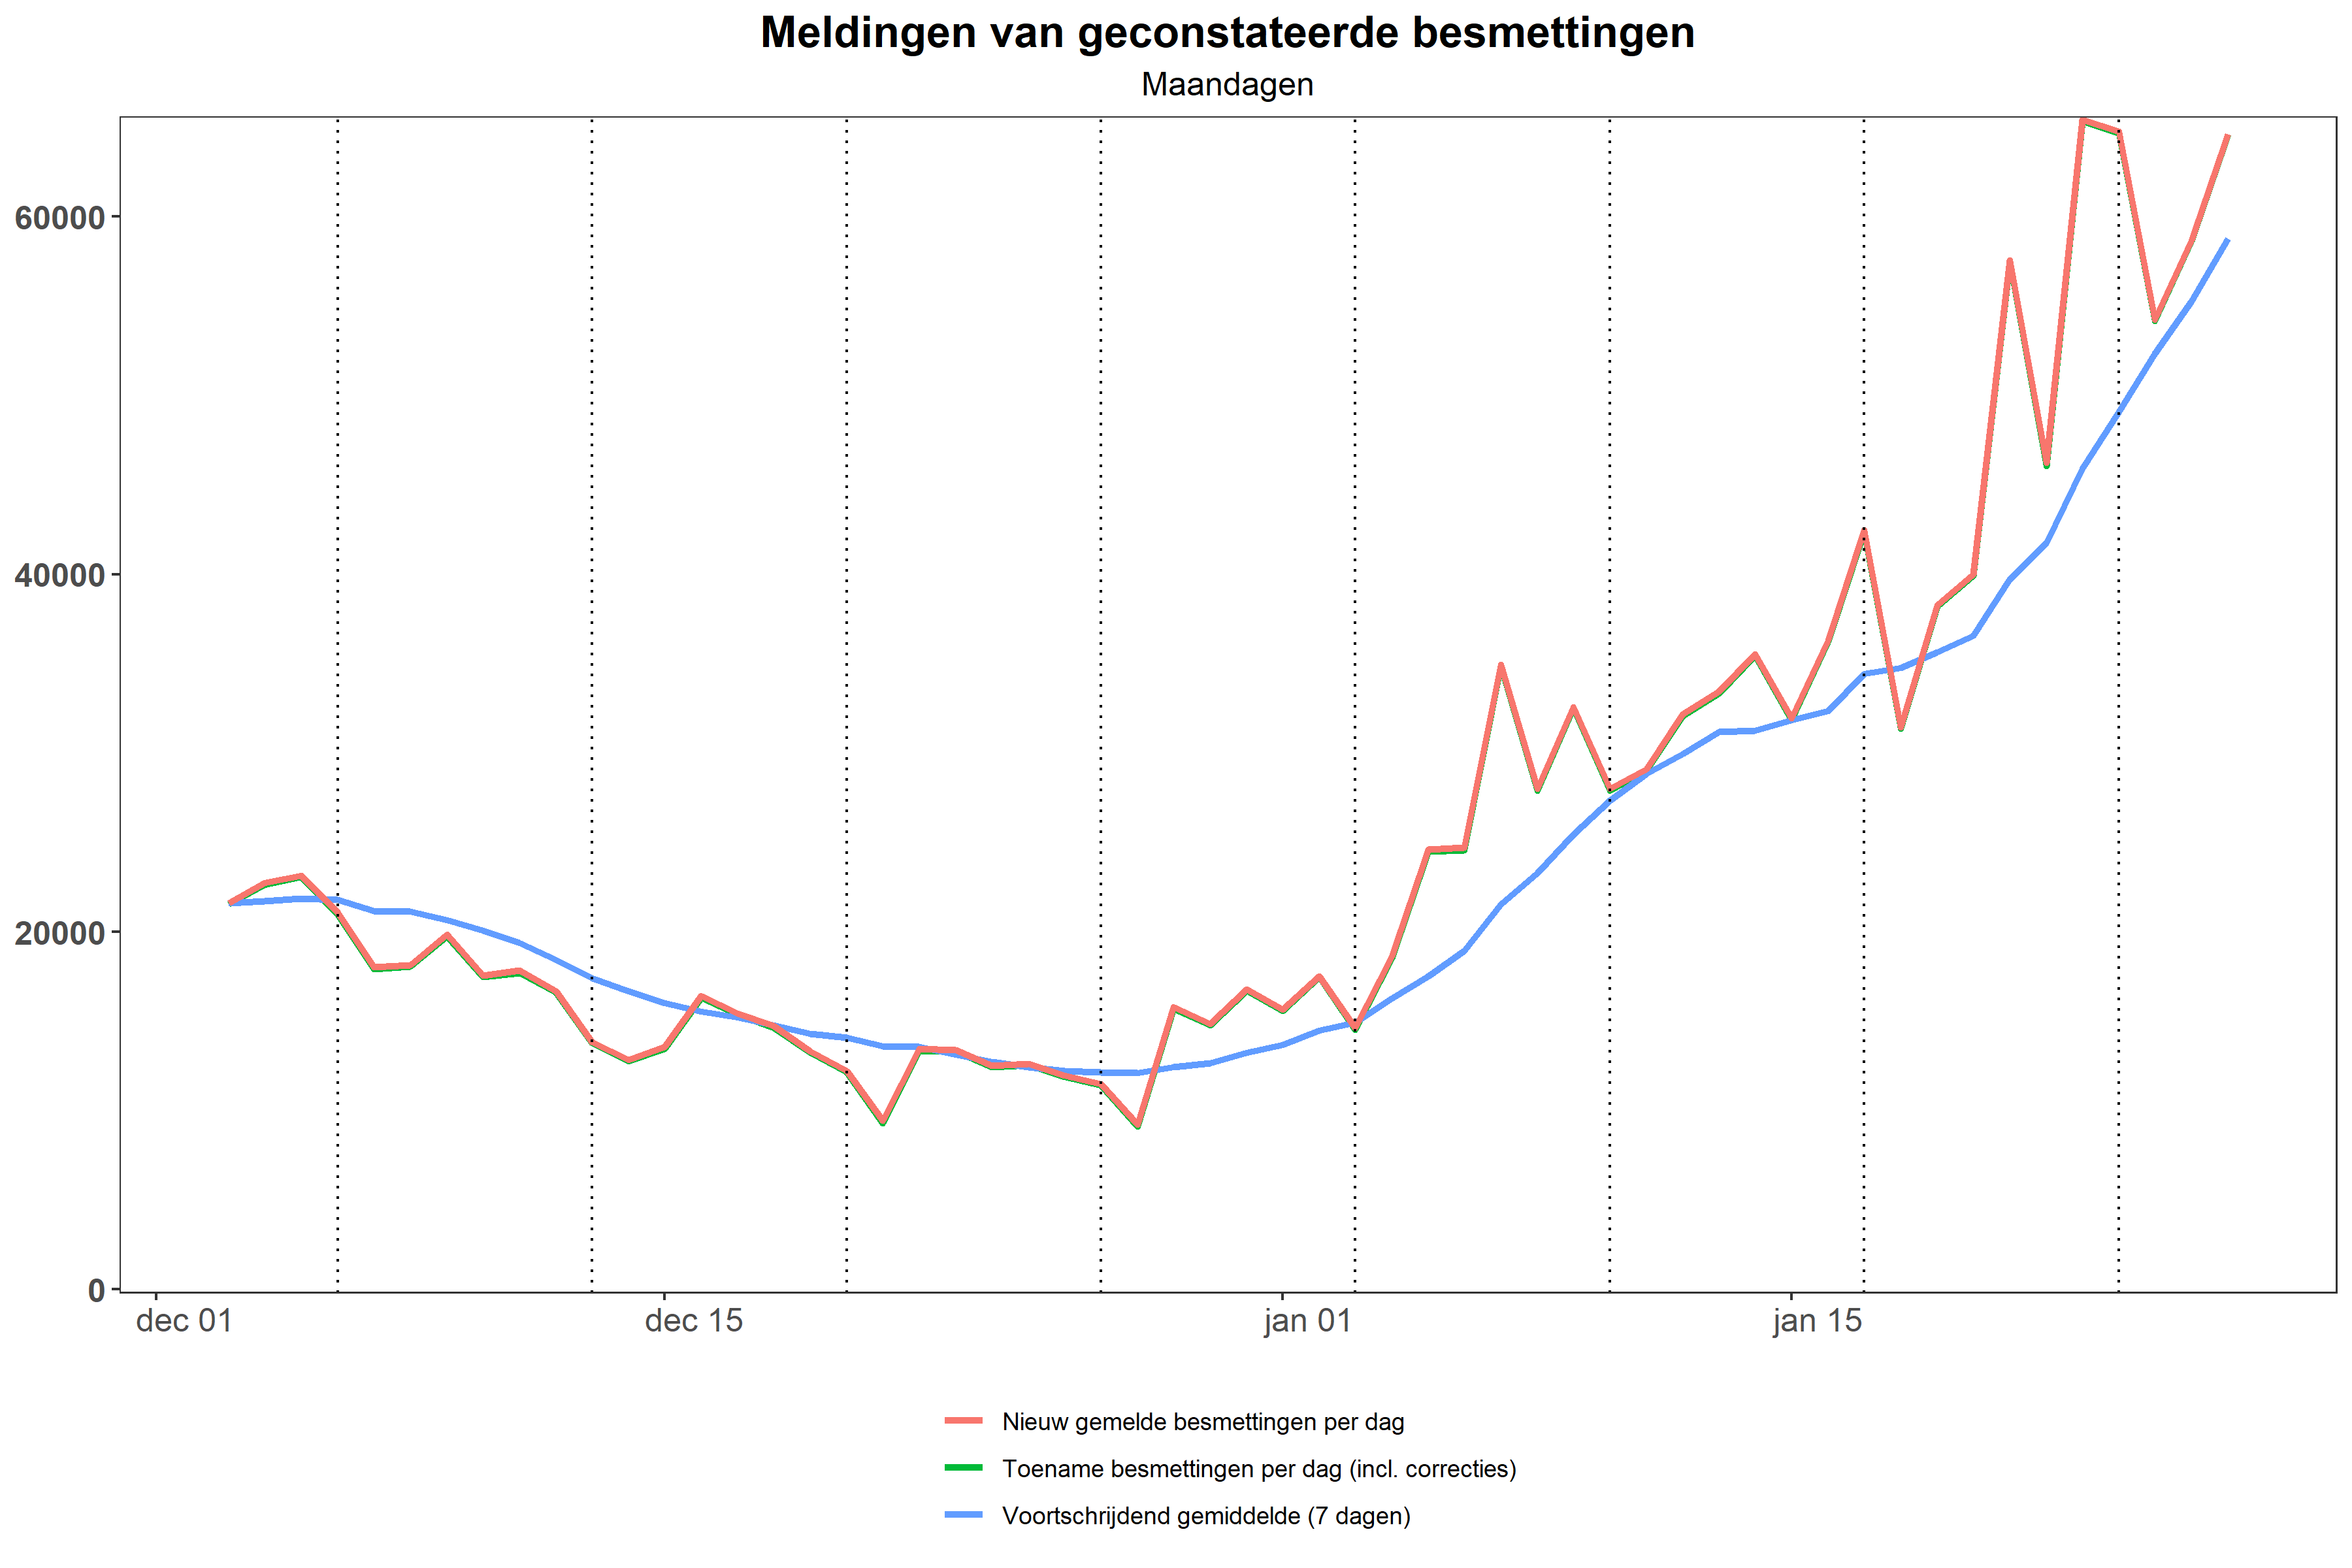 Meldingen van geconstateerde besmettingen
Maandagen
60000
40000
20000
0
dec 01
dec 15
jan 01
jan 15
Nieuw gemelde besmettingen per dag
Toename besmettingen per dag (incl. correcties)
Voortschrijdend gemiddelde (7 dagen)